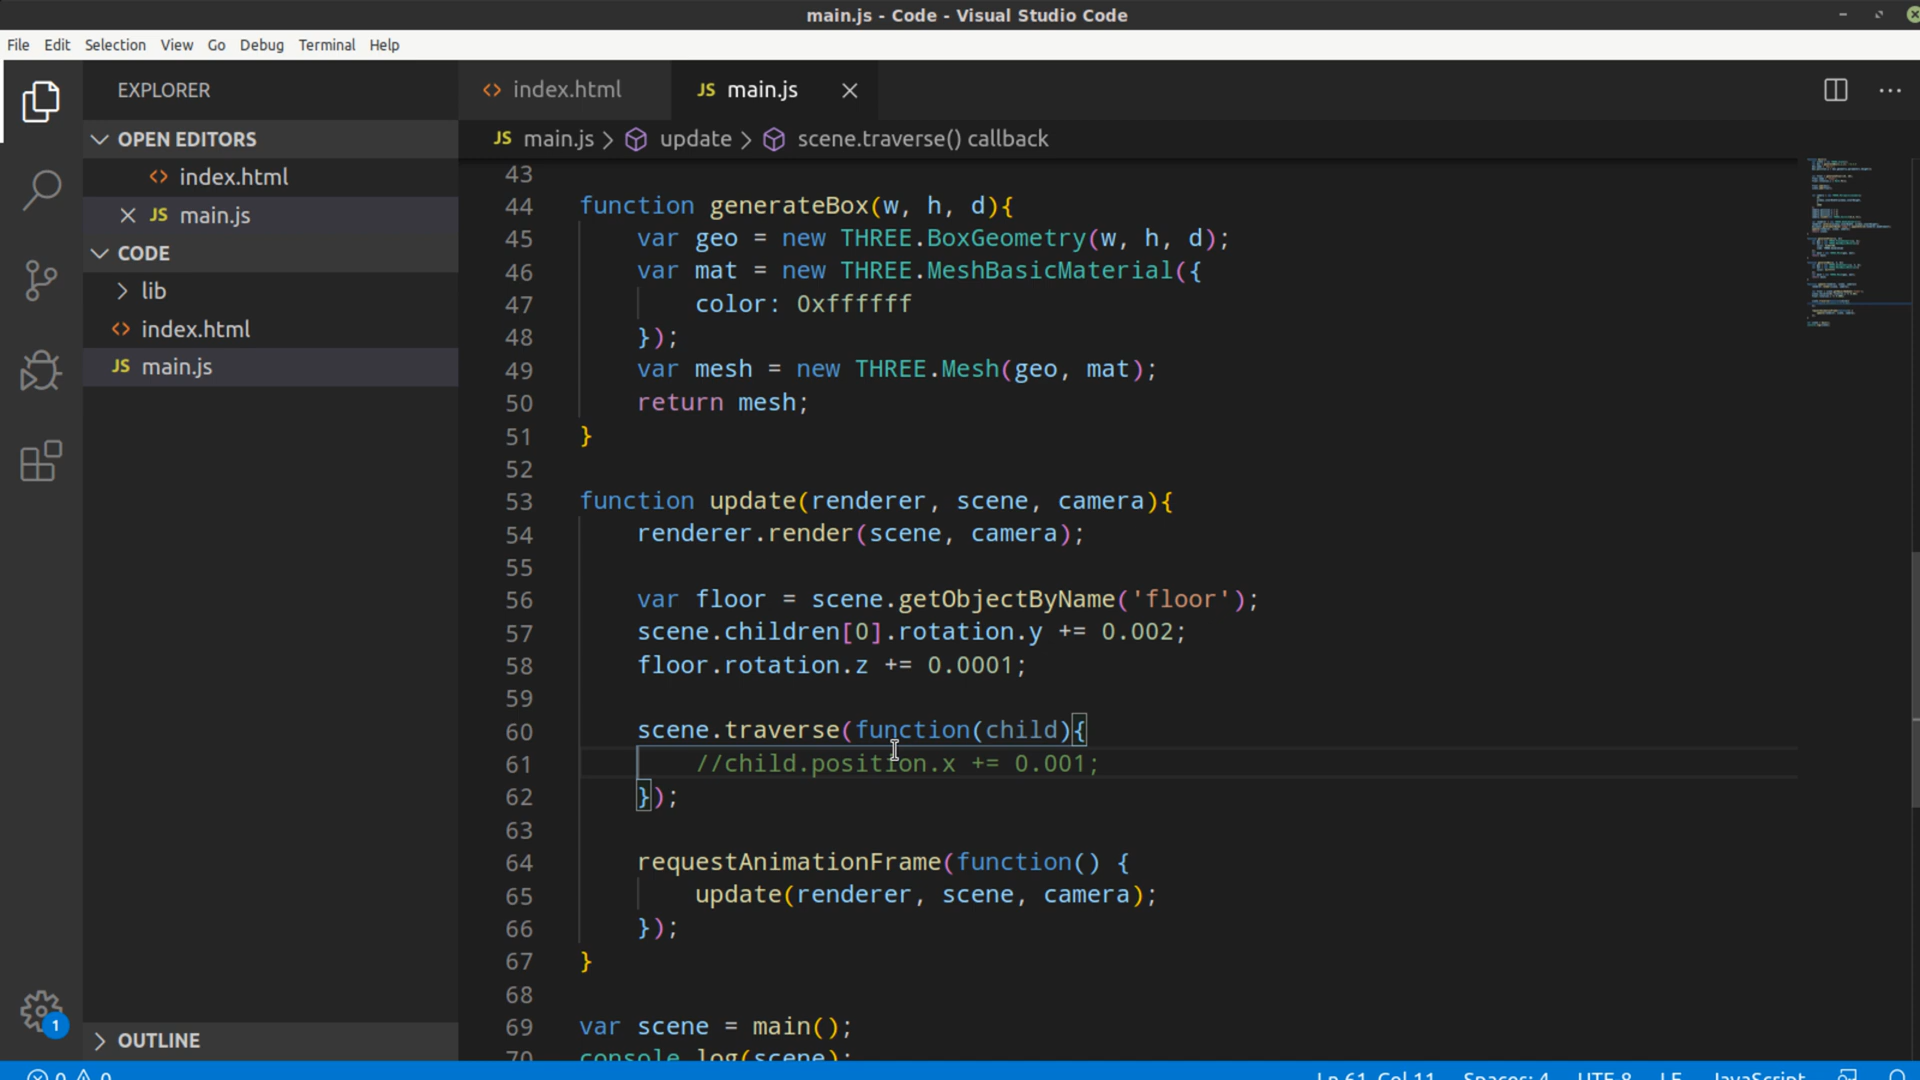 main.js - Code - Visual Studio Code
File Edit Selection View Go Debug Terminal Help
EXPLORER
OPEN EDITORS
index.html
JS main.js
CODE
lib
index.html
JS main.js
OUTLINE
1
index.html JS main.js
JS main.js > update > scene.traverse() callback
43
44 function generateBox(w, h, d){
45     var geo = new THREE.BoxGeometry(w, h, d);
46     var mat = new THREE.MeshBasicMaterial({
47         color: 0xffffff
48     });
49     var mesh = new THREE.Mesh(geo, mat);
50     return mesh;
51 }
52
53 function update(renderer, scene, camera){
54     renderer.render(scene, camera);
55
56     var floor = scene.getObjectByName('floor');
57     scene.children[0].rotation.y += 0.002;
58     floor.rotation.z += 0.0001;
59
60     scene.traverse(function(child){
61         //child.position.x += 0.001;
62     });
63
64     requestAnimationFrame(function() {
65         update(renderer, scene, camera);
66     });
67 }
68
69 var scene = main();
70 console.log(scene);
0 0 Ln 61, Col 11 Spaces: 4 UTF-8 LF JavaScript